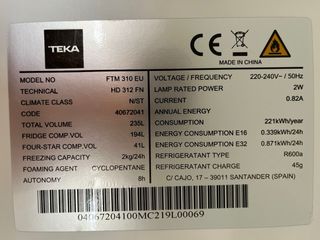 TEKA
CE
MADE IN CHINA
MODEL NO FTM 310 EU
TECHNICAL HD 312 FN
CLIMATE CLASS N/ST
CODE 40672041
TOTAL VOLUME 235L
FRIDGE COMP.VOL 194L
FOUR-STAR COMP.VOL 41L
FREEZING CAPACITY 2kg/24h
FOAMING AGENT CYCLOPENTANE
AUTONOMY 8h
VOLTAGE / FREQUENCY 220-240V~ / 50Hz
LAMP RATED POWER 2W
CURRENT 0.82A
ANNUAL ENERGY
CONSUMPTION 221kWh/year
ENERGY CONSUMPTION E16 0.339kWh/24h
ENERGY CONSUMPTION E32 0.871kWh/24h
REFRIGERANT TYPE R600a
REFRIGERANT CHARGE 45g
C/ CAJO, 17 – 39011 SANTANDER (SPAIN)
04067204100MC219L00069